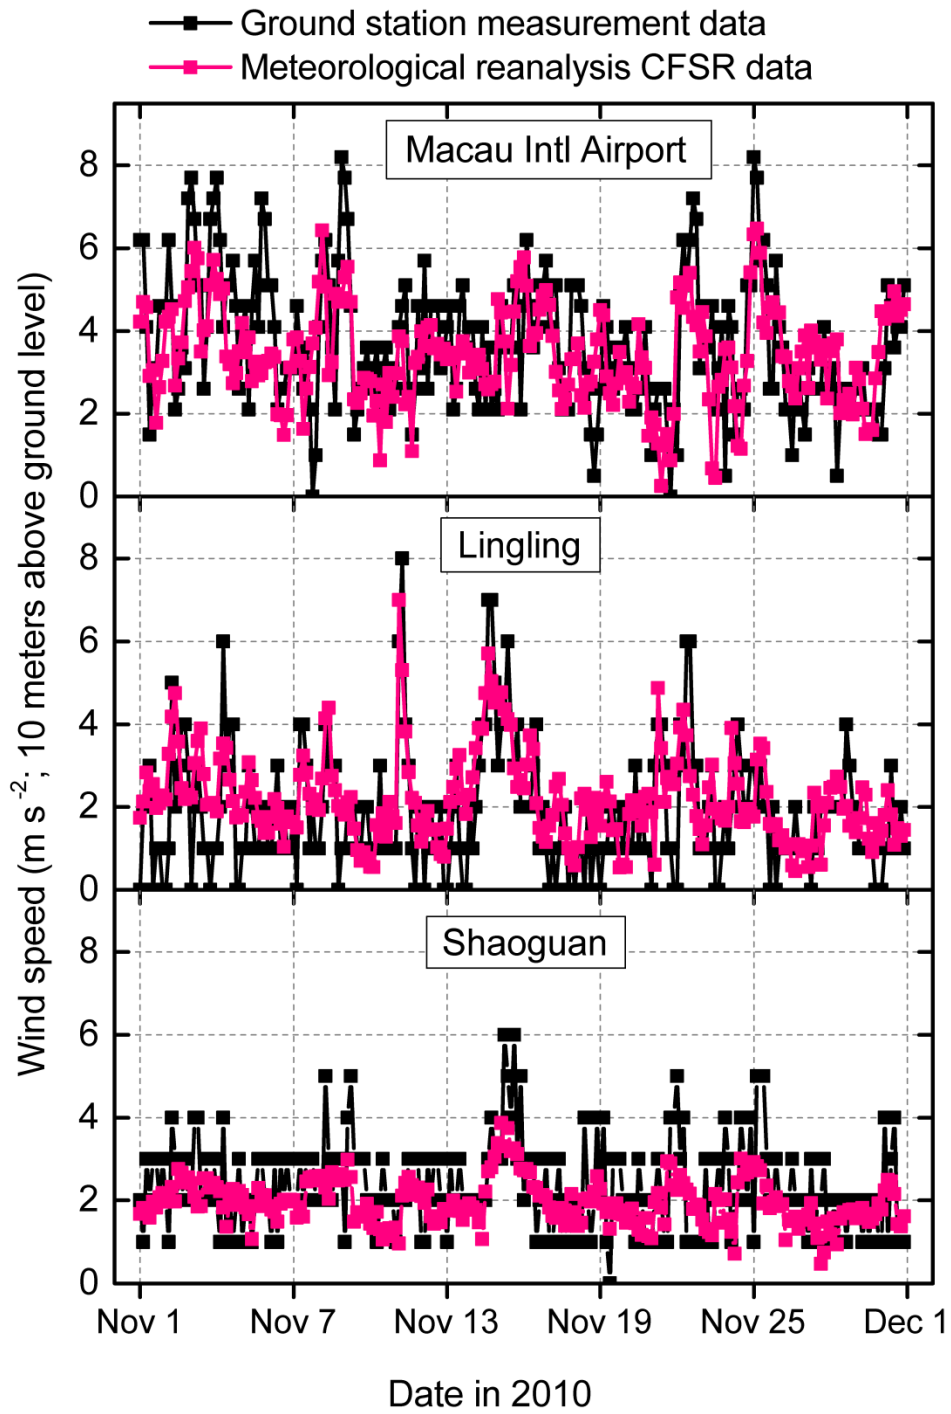 Ground station measurement data
Meteorological reanalysis CFSR data
Macau Intl Airport
8
6
4
2
0
Lingling
8
6
4
2
0
Shaoguan
8
6
4
2
0
Wind speed (m s⁻²; 10 meters above ground level)
Nov 1 Nov 7 Nov 13 Nov 19 Nov 25 Dec 1
Date in 2010